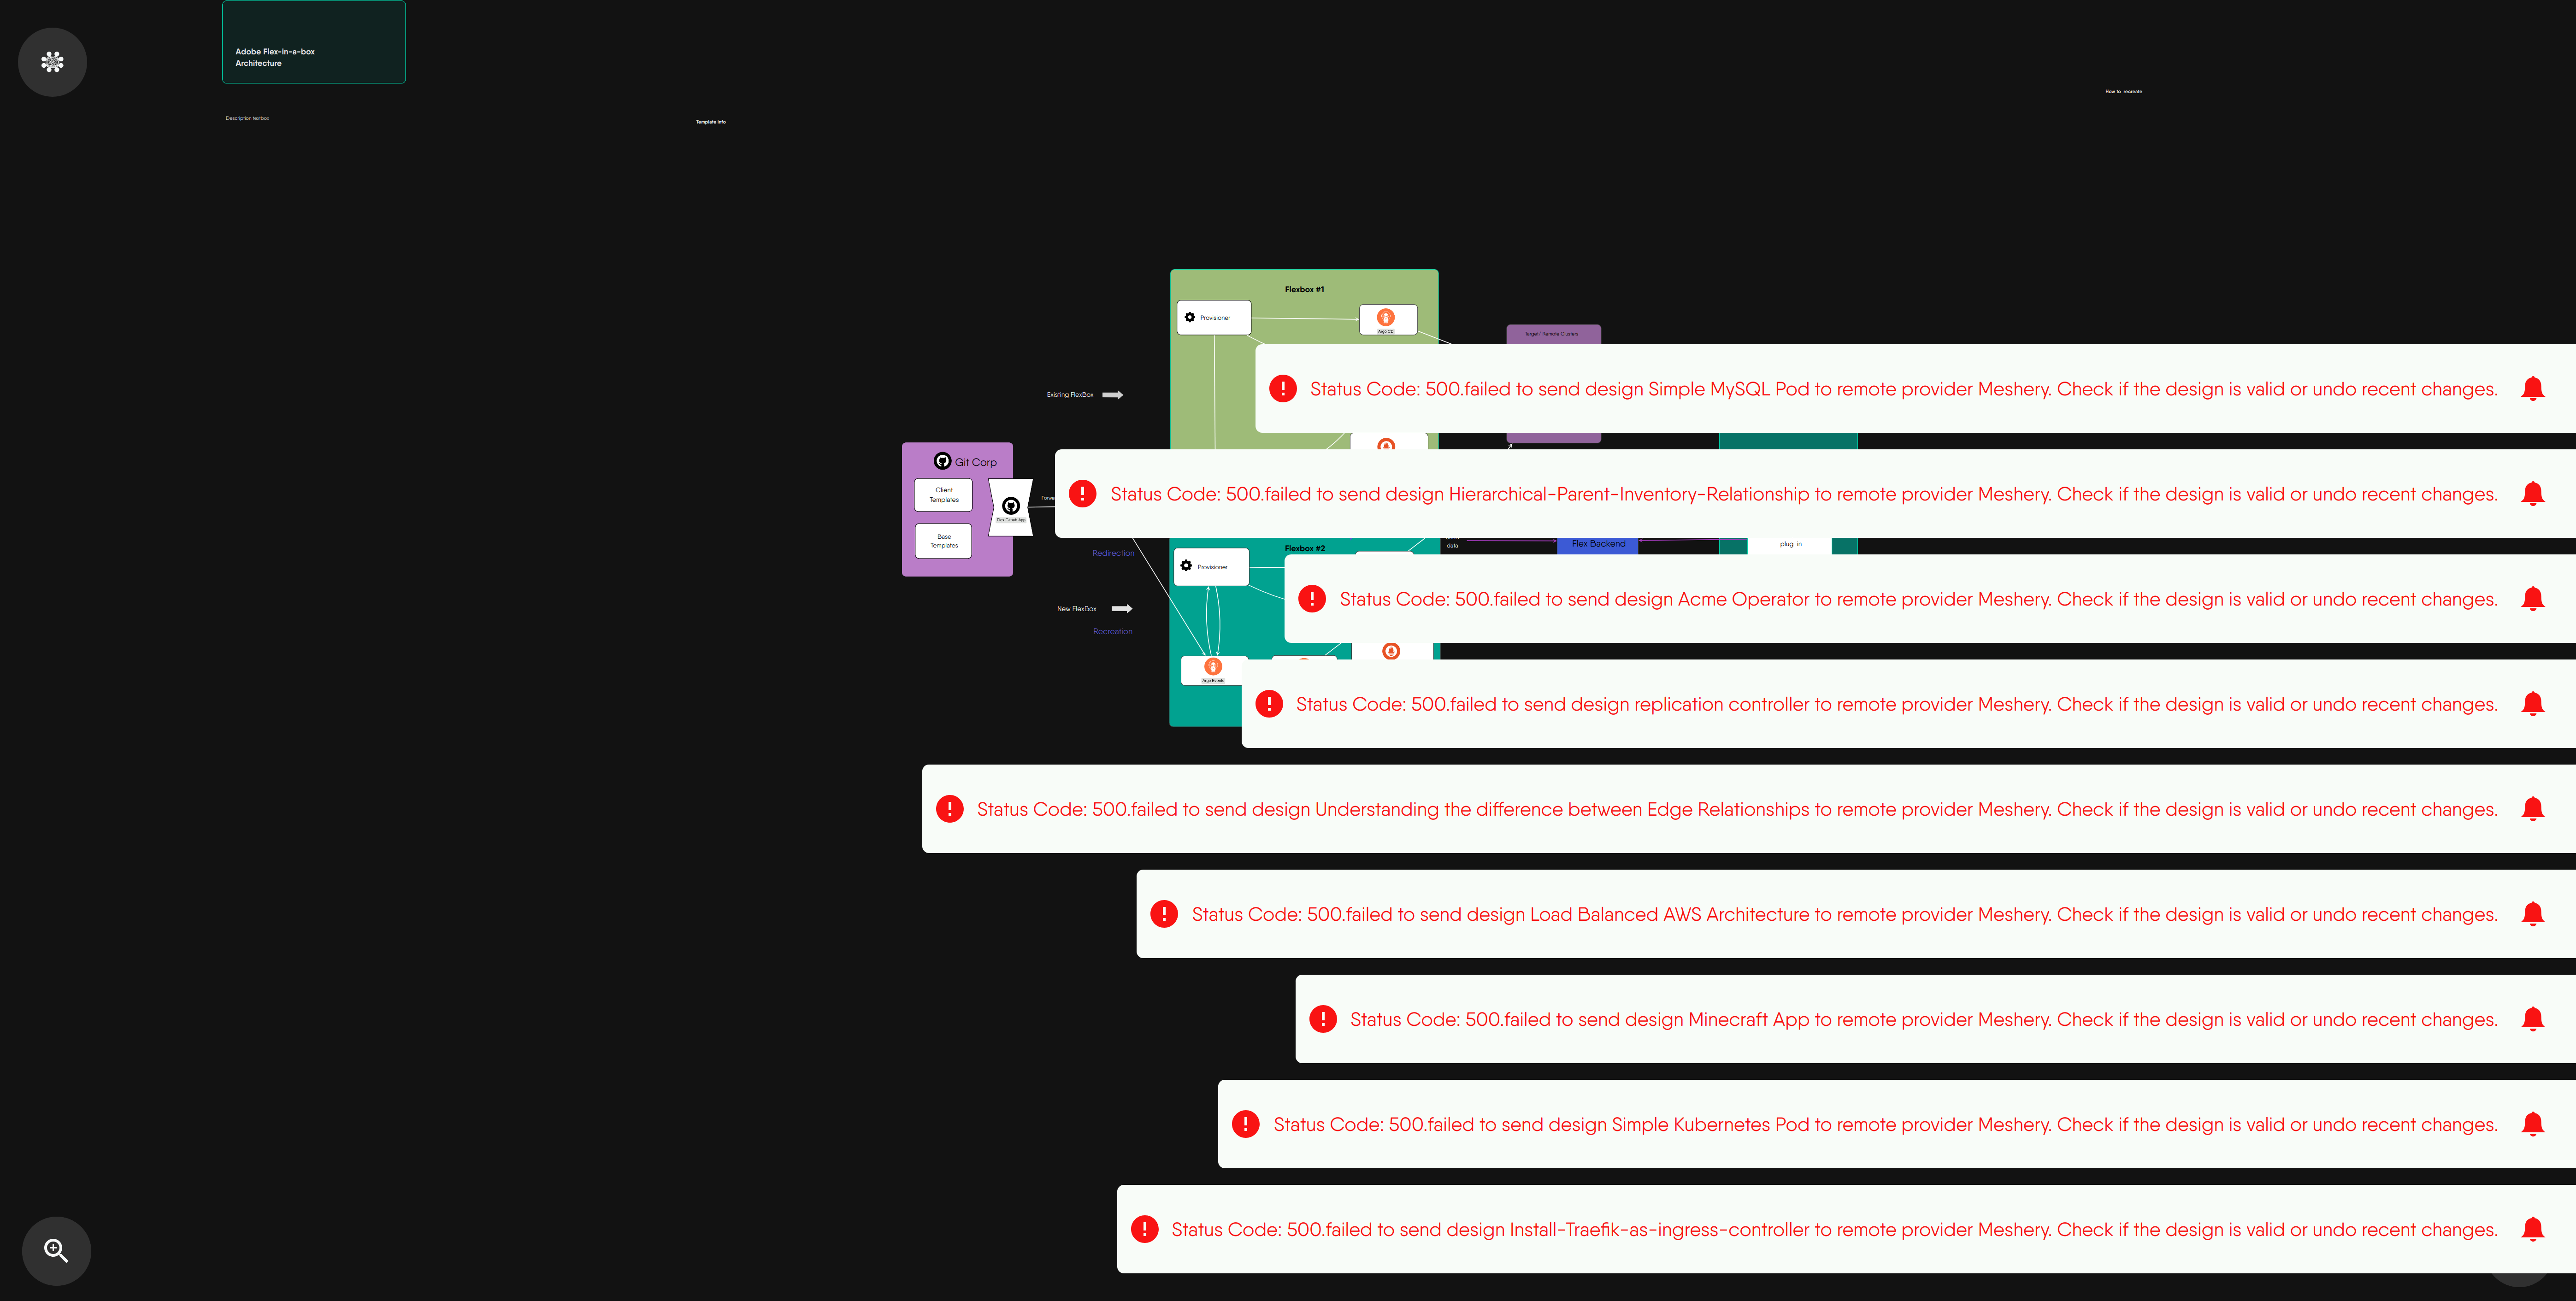 Adobe Flex-in-a-box
Architecture
How to recreate
Description textbox
Template info
Flexbox #1
Provisioner
Argo CD
Target/ Remote Clusters
Existing FlexBox
Status Code: 500.failed to send design Simple MySQL Pod to remote provider Meshery. Check if the design is valid or undo recent changes.
Git Corp
Client
Templates
Flex Github App
Base
Templates
Status Code: 500.failed to send design Hierarchical-Parent-Inventory-Relationship to remote provider Meshery. Check if the design is valid or undo recent changes.
Redirection
Flexbox #2
data
Flex Backend
plug-in
Provisioner
New FlexBox
Recreation
Status Code: 500.failed to send design Acme Operator to remote provider Meshery. Check if the design is valid or undo recent changes.
Argo Events
Status Code: 500.failed to send design replication controller to remote provider Meshery. Check if the design is valid or undo recent changes.
Status Code: 500.failed to send design Understanding the difference between Edge Relationships to remote provider Meshery. Check if the design is valid or undo recent changes.
Status Code: 500.failed to send design Load Balanced AWS Architecture to remote provider Meshery. Check if the design is valid or undo recent changes.
Status Code: 500.failed to send design Minecraft App to remote provider Meshery. Check if the design is valid or undo recent changes.
Status Code: 500.failed to send design Simple Kubernetes Pod to remote provider Meshery. Check if the design is valid or undo recent changes.
Status Code: 500.failed to send design Install-Traefik-as-ingress-controller to remote provider Meshery. Check if the design is valid or undo recent changes.